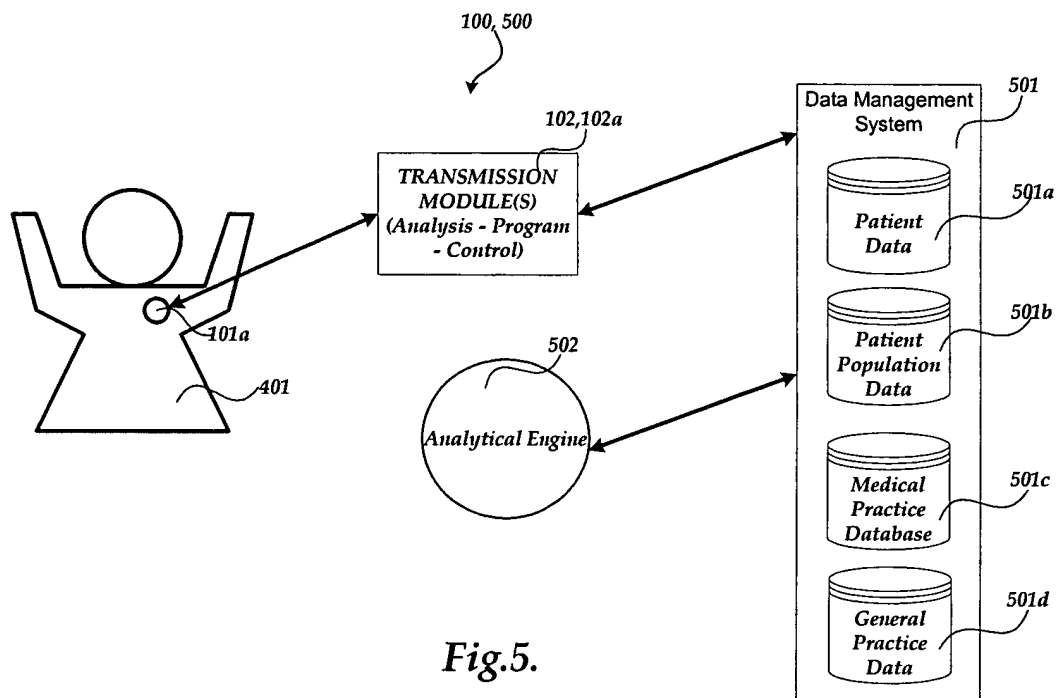 100, 500
Data Management
System
501
102,102a
TRANSMISSION
MODULE(S)
(Analysis - Program
- Control)
501a
Patient
Data
101a
501b
Patient
Population
Data
502
401
Analytical Engine
501c
Medical
Practice
Database
501d
General
Practice
Data
Fig.5.